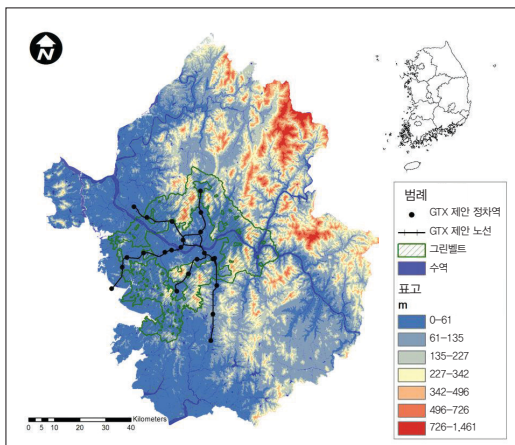 N
범례
GTX 제안 정차역
GTX 제안 노선
그린벨트
수역
표고
m
0–61
61–135
135–227
227–342
342–496
496–726
726–1,461
Kilometers
0 5 10 20 30 40